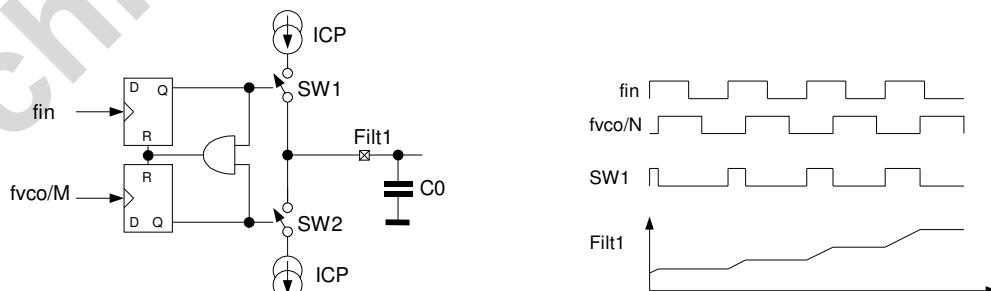 ICP
D Q
SW1
fin
R
Filt1
R
fvco/M
C0
D Q
SW2
ICP
fin
fvco/N
SW1
Filt1